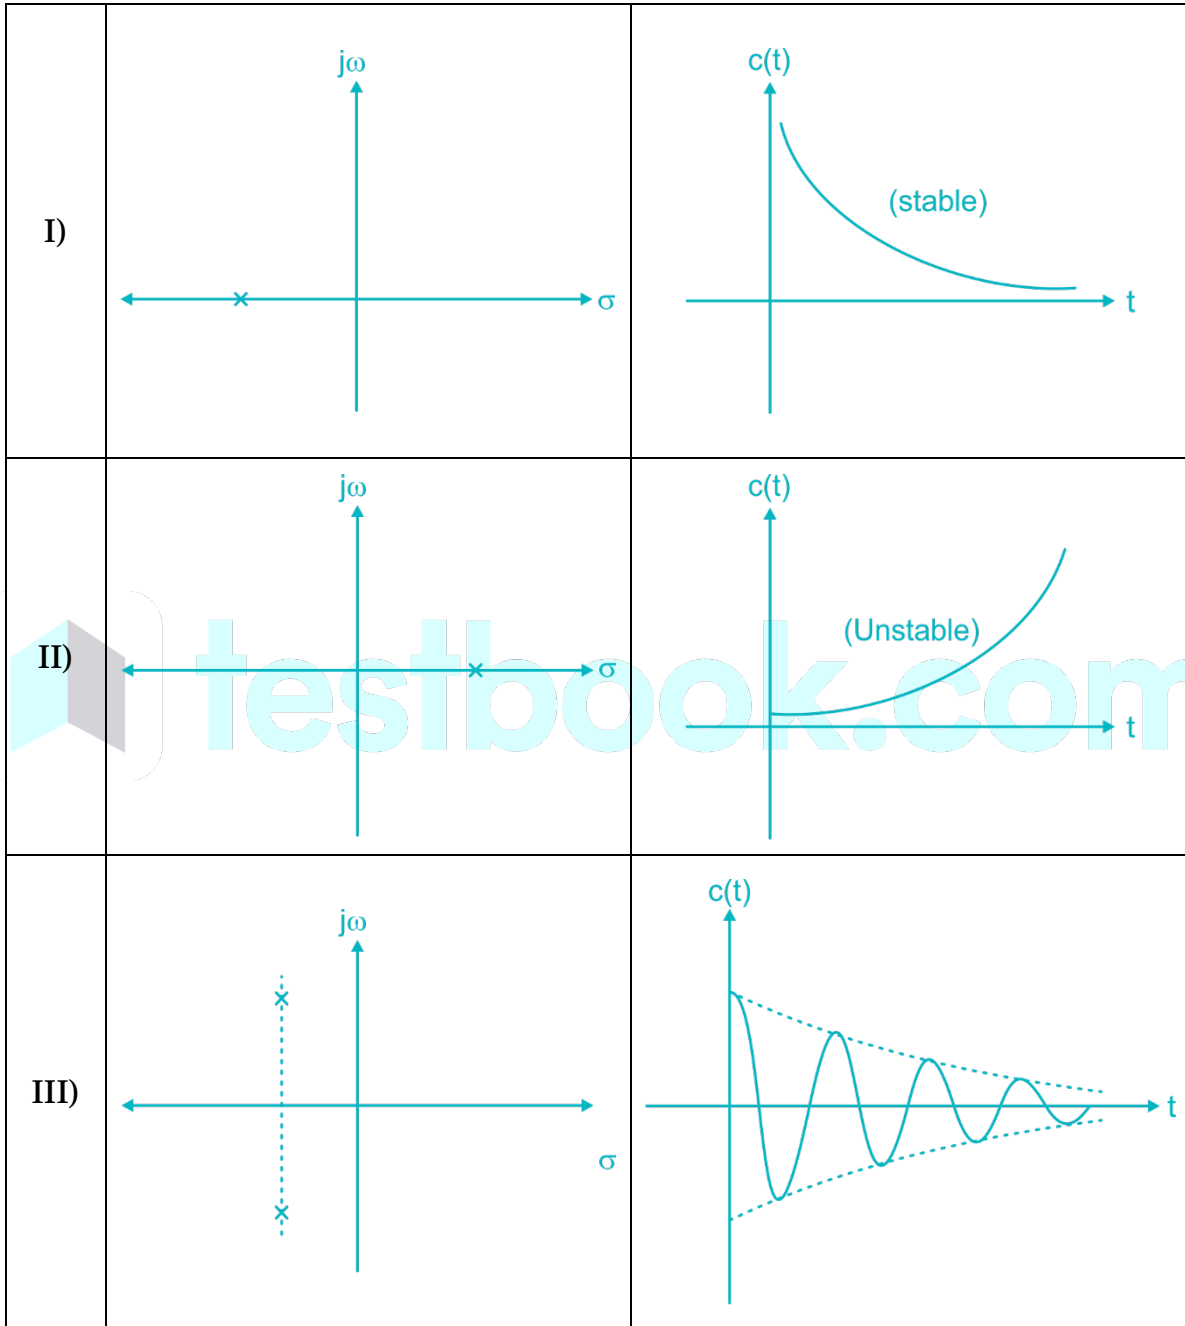 I)
jω
σ
c(t)
(stable)
t
II)
jω
σ
c(t)
(Unstable)
t
testbook.com
III)
jω
σ
c(t)
t